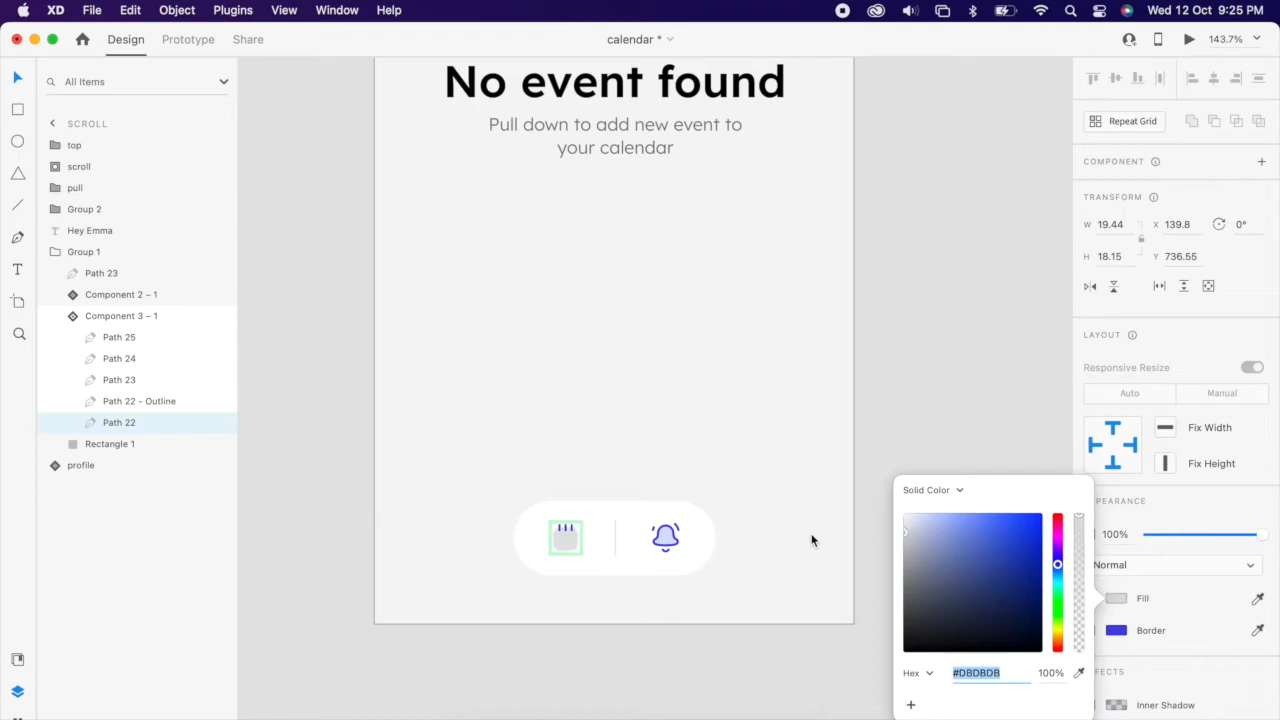 XD File Edit Object Plugins View Window Help
Wed 12 Oct 9:25 PM
Design Prototype Share
calendar *
143.7%
All Items
SCROLL
top
scroll
pull
Group 2
T Hey Emma
Group 1
Path 23
Component 2 – 1
Component 3 – 1
Path 25
Path 24
Path 23
Path 22 - Outline
Path 22
Rectangle 1
profile
No event found
Pull down to add new event to
your calendar
Repeat Grid
COMPONENT
TRANSFORM
W 19.44 X 139.8 0°
H 18.15 Y 736.55
LAYOUT
Responsive Resize
Auto Manual
Fix Width
Fix Height
PEARANCE
100%
Normal
Fill
Border
FFECTS
Inner Shadow
Solid Color
Hex #DBDBDB 100%
+